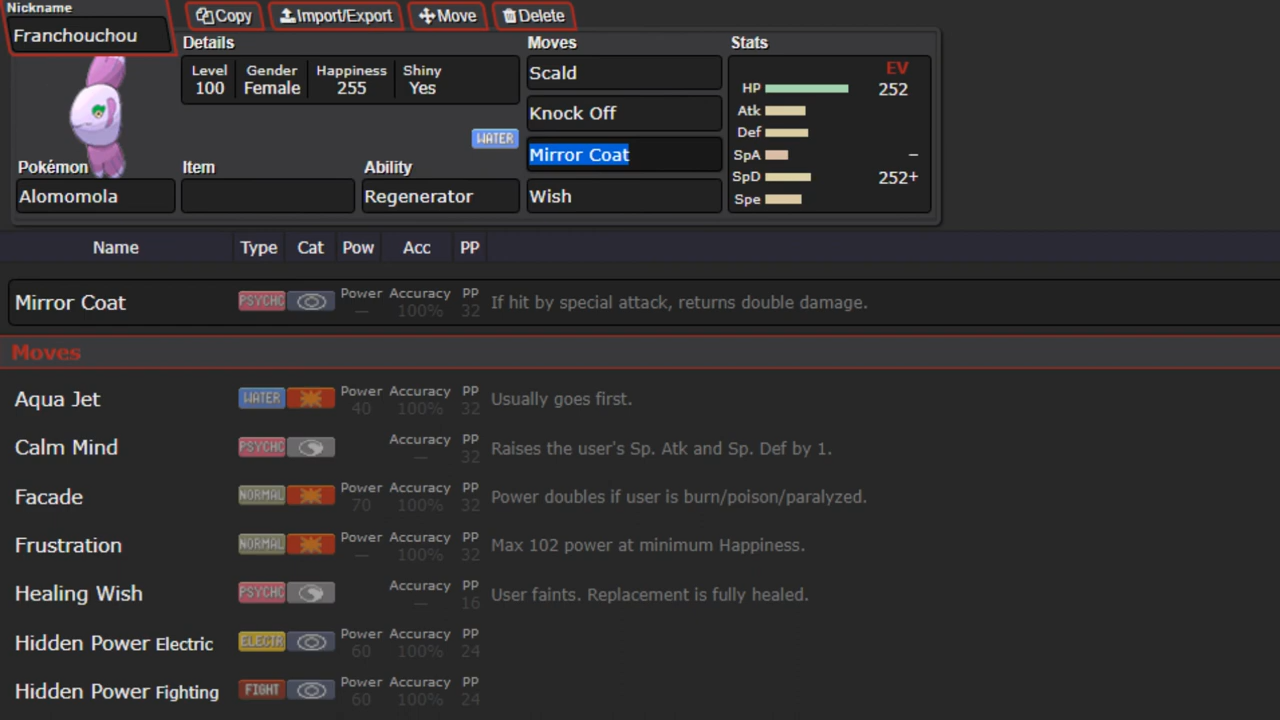 Nickname
Copy Import/Export Move Delete
Franchouchou
Details Moves Stats
Level Gender Happiness Shiny
100 Female 255 Yes
Scald
EV
HP 252
Atk
Knock Off
Def
WATER
Mirror Coat
SpA –
Pokémon Item Ability
SpD 252+
Alomomola Regenerator Wish
Spe
Name Type Cat Pow Acc PP
Mirror Coat PSYCHC Power — Accuracy 100% PP 32 If hit by special attack, returns double damage.
Moves
Aqua Jet WATER Power 40 Accuracy 100% PP 32 Usually goes first.
Calm Mind PSYCHC Accuracy — PP 32 Raises the user's Sp. Atk and Sp. Def by 1.
Facade NORMAL Power 70 Accuracy 100% PP 32 Power doubles if user is burn/poison/paralyzed.
Frustration NORMAL Power — Accuracy 100% PP 32 Max 102 power at minimum Happiness.
Healing Wish PSYCHC Accuracy — PP 16 User faints. Replacement is fully healed.
Hidden Power Electric ELECTR Power 60 Accuracy 100% PP 24
Hidden Power Fighting FIGHT Power 60 Accuracy 100% PP 24